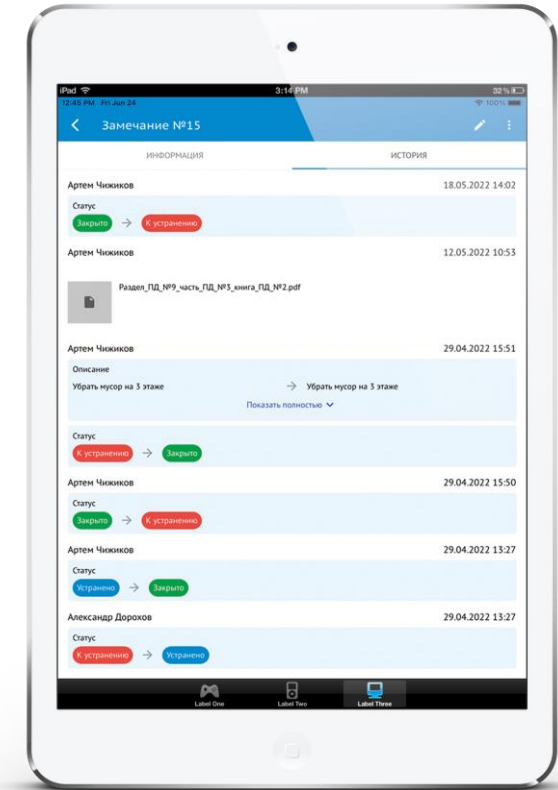 iPad 3:14 PM 32 %
12:45 PM Fri Jun 24 100%
Замечание №15
ИНФОРМАЦИЯ ИСТОРИЯ
Артем Чижиков 18.05.2022 14:02
Статус
Закрыто → К устранению
Артем Чижиков 12.05.2022 10:53
Раздел_ПД_№9_часть_ПД_№3_книга_ПД_№2.pdf
Артем Чижиков 29.04.2022 15:51
Описание
Убрать мусор на 3 этаже → Убрать мусор на 3 этаже
Показать полностью
Статус
К устранению → Закрыто
Артем Чижиков 29.04.2022 15:50
Статус
Закрыто → К устранению
Артем Чижиков 29.04.2022 13:27
Статус
Устранено → Закрыто
Александр Дорохов 29.04.2022 13:27
Статус
К устранению → Устранено
Label One Label Two Label Three